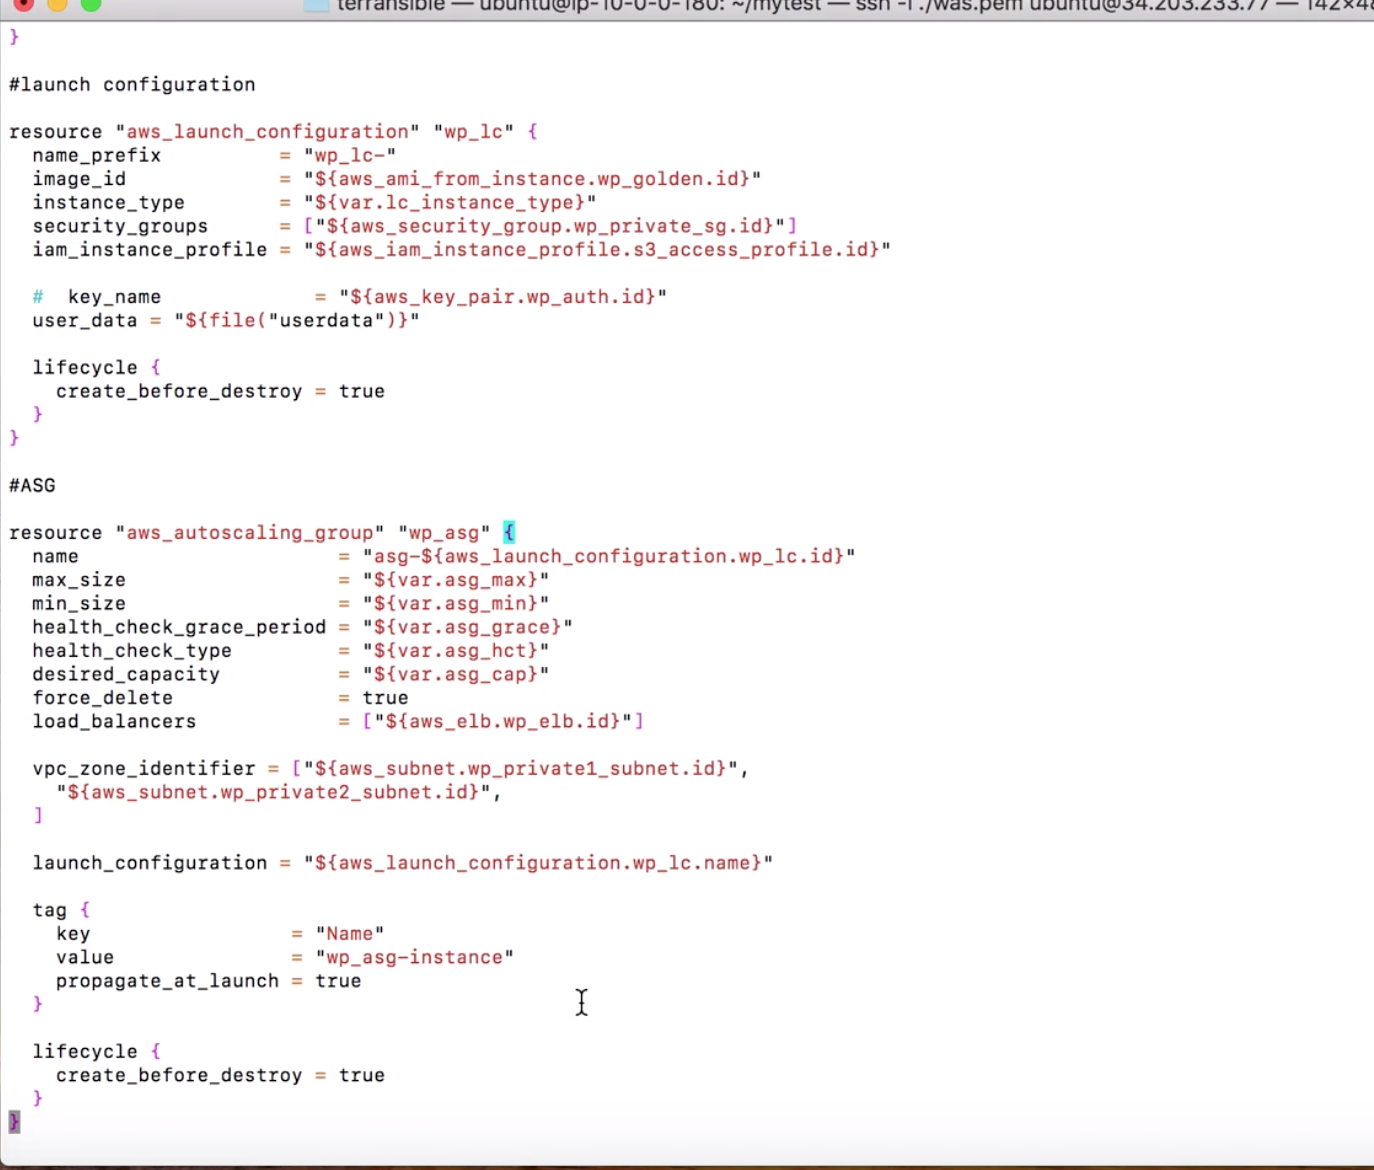 terransible — ubuntu@ip-10-0-0-180: ~/mytest — ssh -i ./was.pem ubuntu@34.203.233.77 — 142×48
}
#launch configuration
resource "aws_launch_configuration" "wp_lc" {
  name_prefix          = "wp_lc-"
  image_id             = "${aws_ami_from_instance.wp_golden.id}"
  instance_type        = "${var.lc_instance_type}"
  security_groups      = ["${aws_security_group.wp_private_sg.id}"]
  iam_instance_profile = "${aws_iam_instance_profile.s3_access_profile.id}"
  #  key_name             = "${aws_key_pair.wp_auth.id}"
  user_data = "${file("userdata")}"
  lifecycle {
    create_before_destroy = true
  }
}
#ASG
resource "aws_autoscaling_group" "wp_asg" {
  name                      = "asg-${aws_launch_configuration.wp_lc.id}"
  max_size                  = "${var.asg_max}"
  min_size                  = "${var.asg_min}"
  health_check_grace_period = "${var.asg_grace}"
  health_check_type         = "${var.asg_hct}"
  desired_capacity          = "${var.asg_cap}"
  force_delete              = true
  load_balancers            = ["${aws_elb.wp_elb.id}"]
  vpc_zone_identifier = ["${aws_subnet.wp_private1_subnet.id}",
    "${aws_subnet.wp_private2_subnet.id}",
  ]
  launch_configuration = "${aws_launch_configuration.wp_lc.name}"
  tag {
    key                 = "Name"
    value               = "wp_asg-instance"
    propagate_at_launch = true
  }
  lifecycle {
    create_before_destroy = true
  }
}